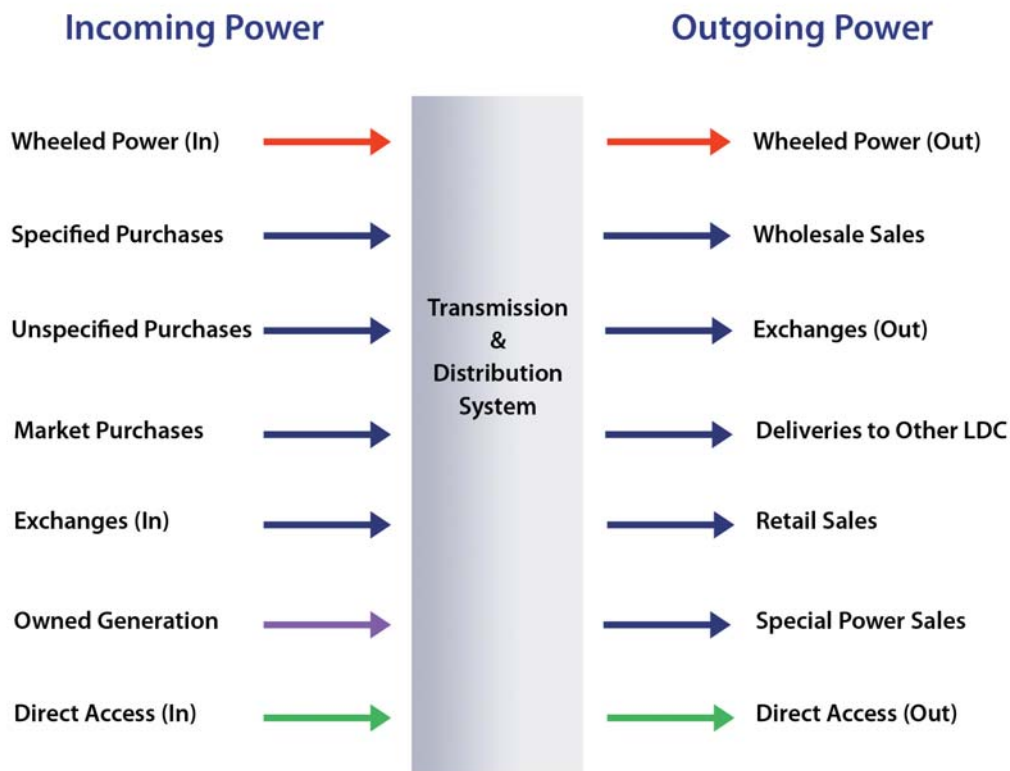 Incoming Power
Outgoing Power
Wheeled Power (In)
Wheeled Power (Out)
Specified Purchases
Wholesale Sales
Unspecified Purchases
Transmission
&
Distribution
System
Exchanges (Out)
Market Purchases
Deliveries to Other LDC
Exchanges (In)
Retail Sales
Owned Generation
Special Power Sales
Direct Access (In)
Direct Access (Out)